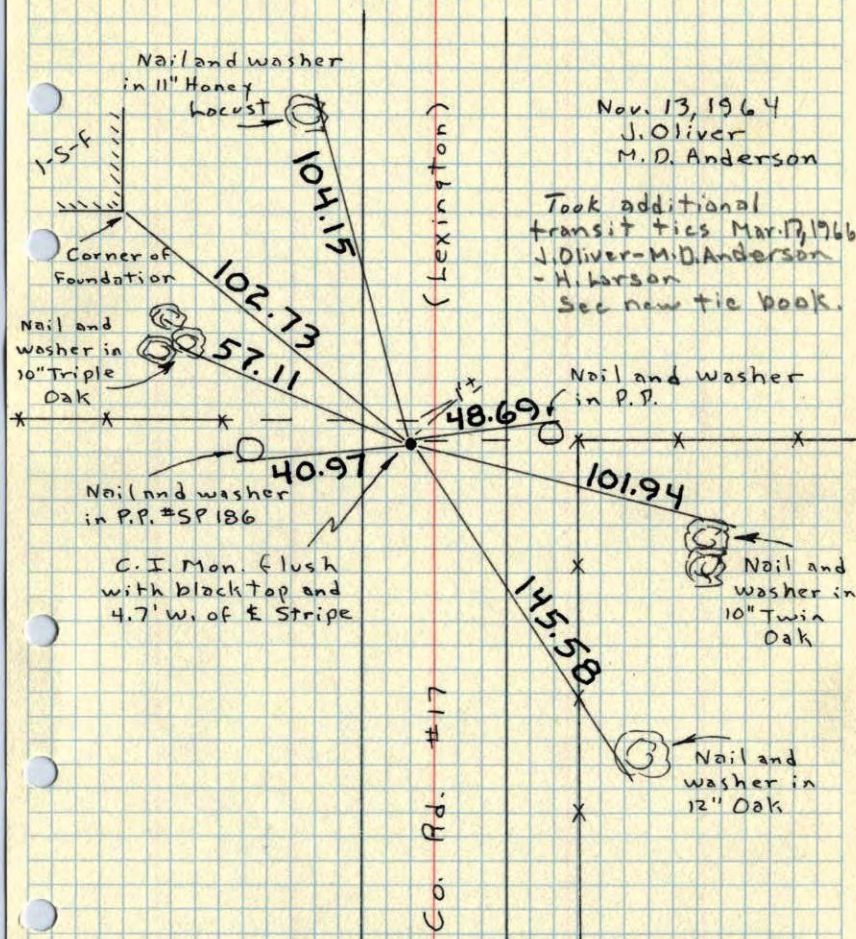 Nail and washer
in 11" Honey
Locust
Nov. 13, 1964
J. Oliver
M. D. Anderson
1-S-F
104.15
(Lexington)
Took additional
transit ties Mar. 17, 1966
J. Oliver - M. D. Anderson
- H. Larson
See new tie book.
Corner of
Foundation
102.73
Nail and
washer in
10" Triple
Oak
57.11
1'±
48.69
Nail and washer
in P.P.
40.97
Nail and washer
in P.P. #SP 186
101.94
C. I. Mon. flush
with blacktop and
4.7' W. of ℄ Stripe
Nail and
washer in
10" Twin
Oak
145.58
Co. Rd. #17
Nail and
washer in
12" Oak